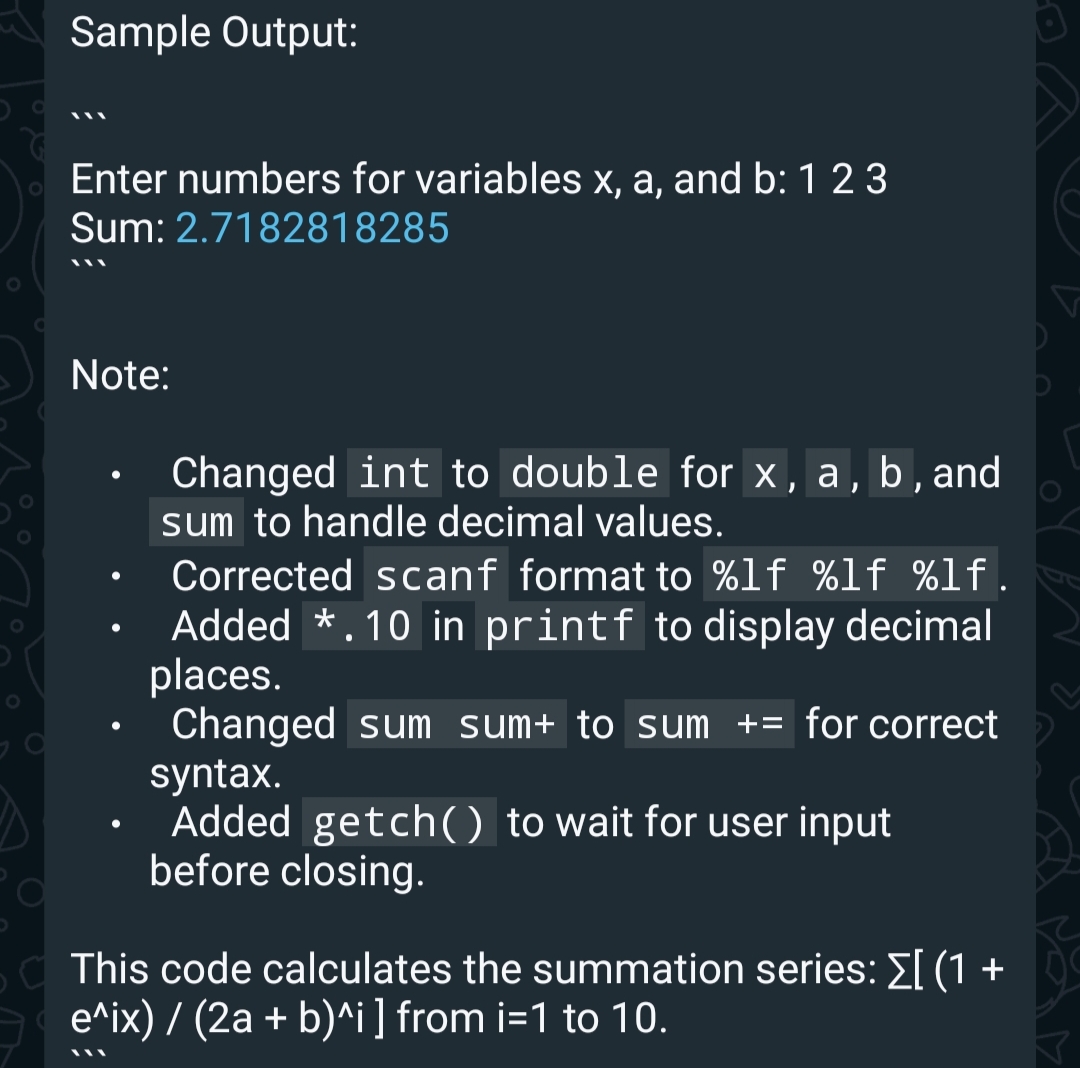 Sample Output:
```
Enter numbers for variables x, a, and b: 1 2 3
Sum: 2.7182818285
```
Note:
• Changed int to double for x, a, b, and
sum to handle decimal values.
• Corrected scanf format to %lf %lf %lf.
• Added *.10 in printf to display decimal
places.
• Changed sum sum+ to sum += for correct
syntax.
• Added getch() to wait for user input
before closing.
This code calculates the summation series: Σ[ (1 +
e^ix) / (2a + b)^i ] from i=1 to 10.
```